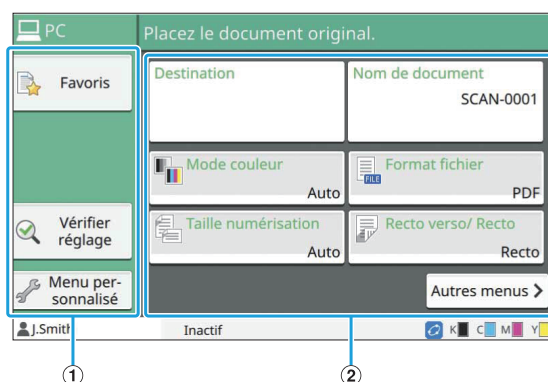 PC
Placez le document original.
Favoris
Vérifier
réglage
Menu per-
sonnalisé
Destination
Nom de document
SCAN-0001
Mode couleur
Auto
FILE
Format fichier
PDF
Taille numérisation
Auto
Recto verso/ Recto
Recto
Autres menus
J.Smith
Inactif
K C M Y
1
2